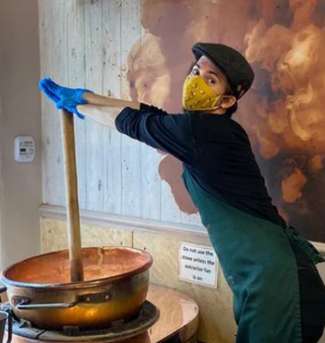 Do not use the
stove unless the
extractor fan
is on